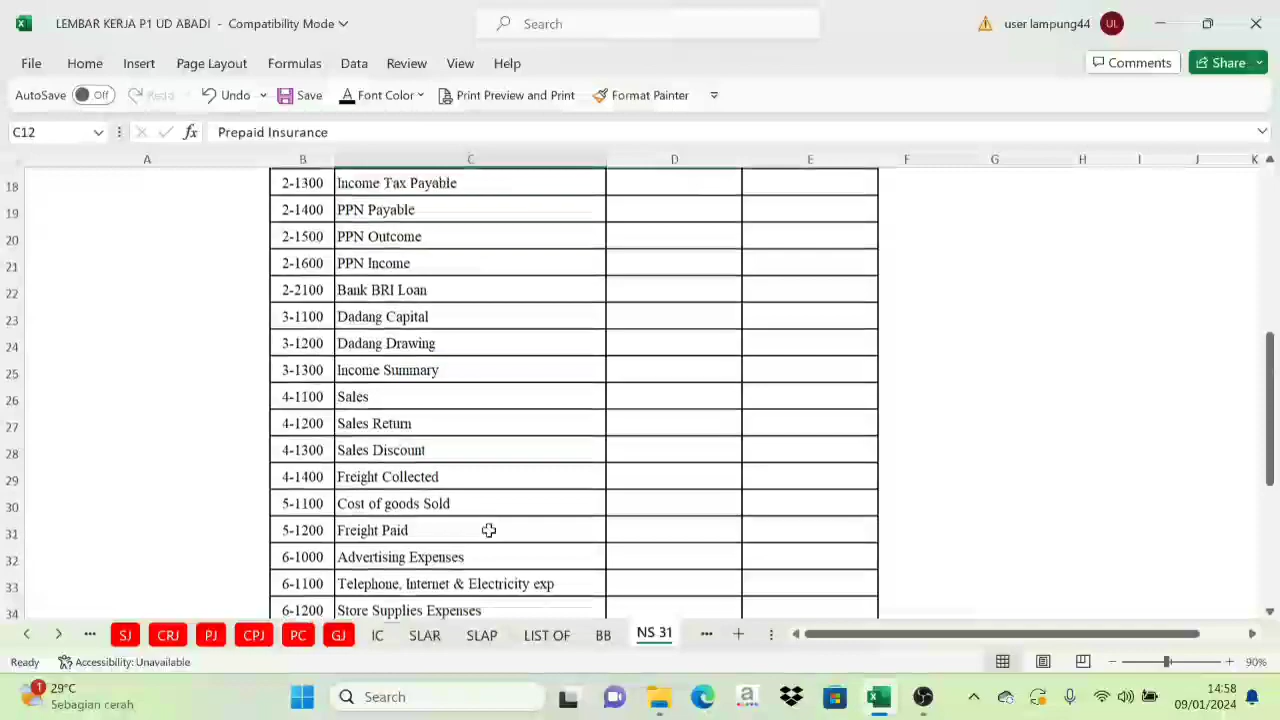 LEMBAR KERJA P1 UD ABADI - Compatibility Mode
Search
user lampung44 UL
File Home Insert Page Layout Formulas Data Review View Help
Comments Share
AutoSave Off Redo Undo Save Font Color Print Preview and Print Format Painter
C12 fx Prepaid Insurance
A B C D E F G H I J K
18 2-1300 Income Tax Payable
19 2-1400 PPN Payable
20 2-1500 PPN Outcome
21 2-1600 PPN Income
22 2-2100 Bank BRI Loan
23 3-1100 Dadang Capital
24 3-1200 Dadang Drawing
25 3-1300 Income Summary
26 4-1100 Sales
27 4-1200 Sales Return
28 4-1300 Sales Discount
29 4-1400 Freight Collected
30 5-1100 Cost of goods Sold
31 5-1200 Freight Paid
32 6-1000 Advertising Expenses
33 6-1100 Telephone, Internet & Electricity exp
34 6-1200 Store Supplies Expenses
SJ CRJ PJ CPJ PC GJ IC SLAR SLAP LIST OF BB NS 31
Ready Accessibility: Unavailable 90%
1 29°C Search 14:58
Sebagian cerah 09/01/2024